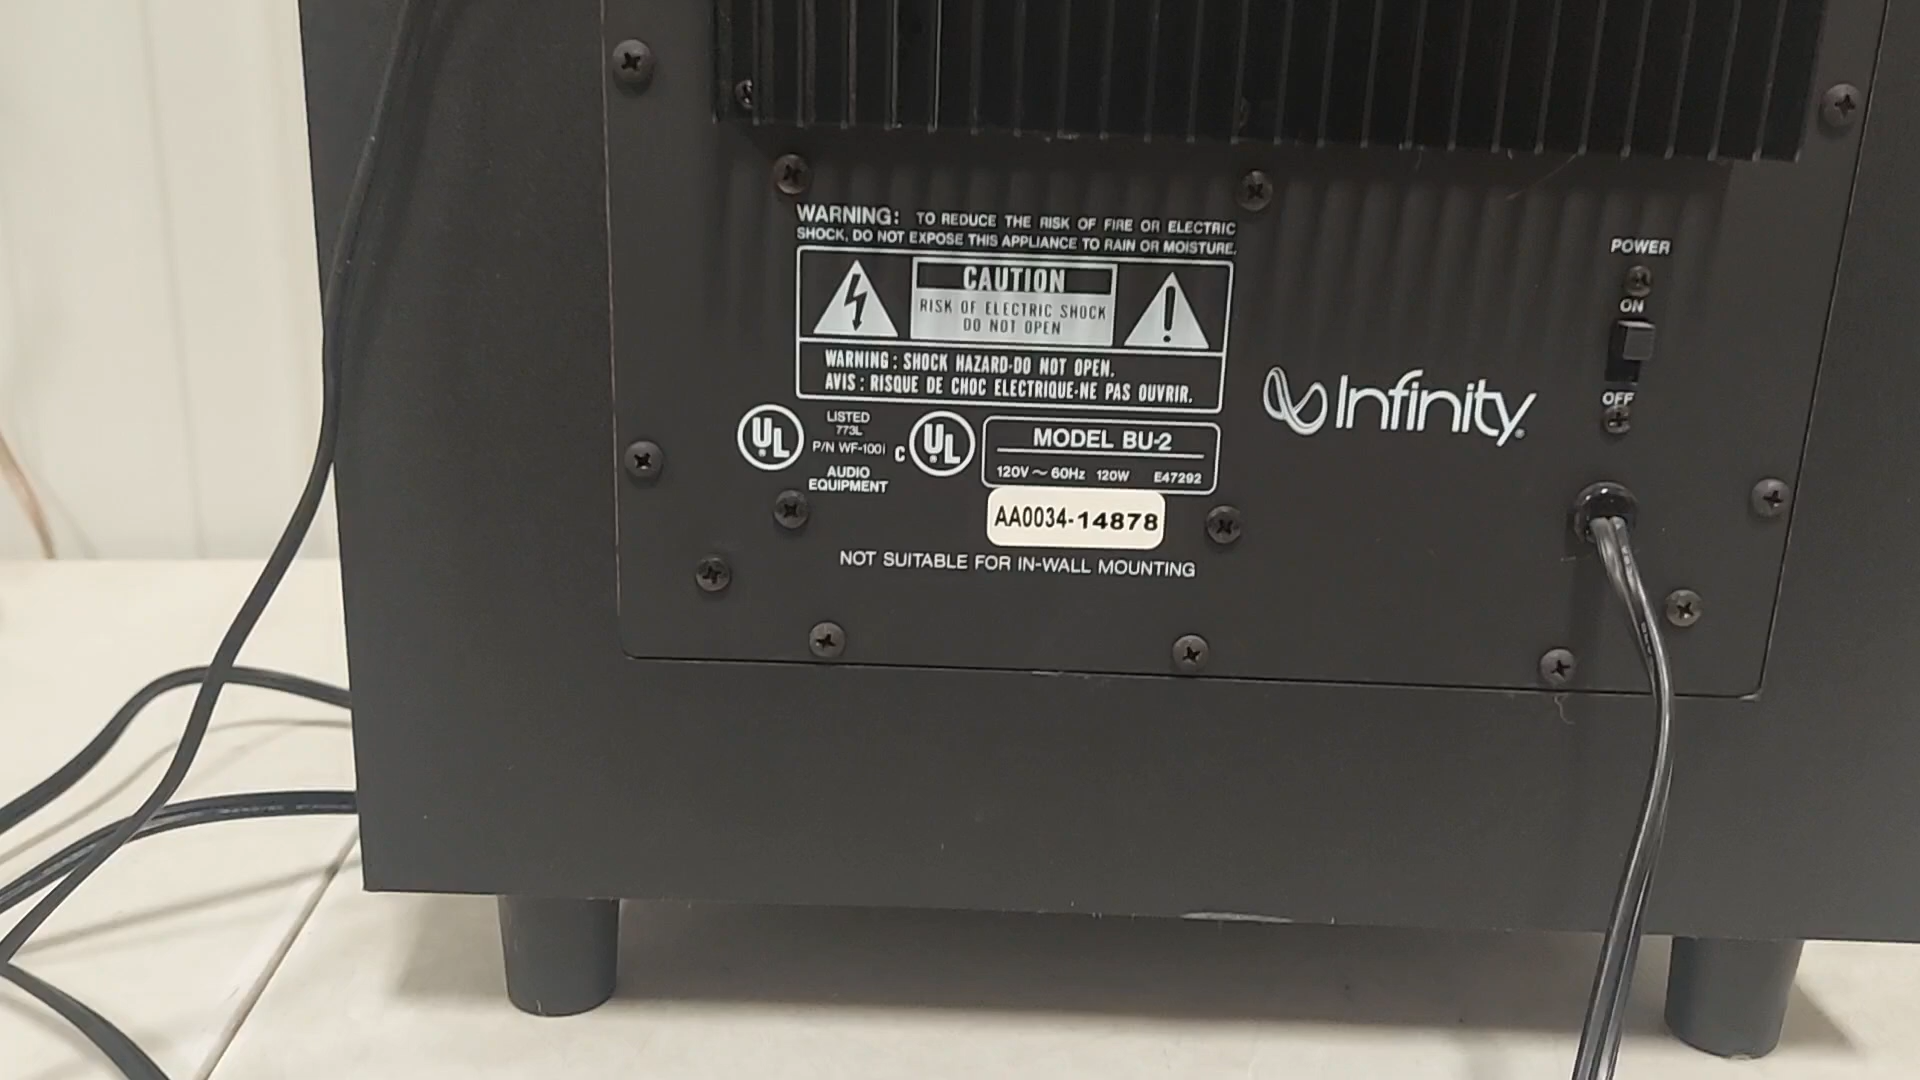 WARNING: TO REDUCE THE RISK OF FIRE OR ELECTRIC
SHOCK, DO NOT EXPOSE THIS APPLIANCE TO RAIN OR MOISTURE.
CAUTION
RISK OF ELECTRIC SHOCK
DO NOT OPEN
WARNING : SHOCK HAZARD-DO NOT OPEN.
AVIS : RISQUE DE CHOC ELECTRIQUE-NE PAS OUVRIR.
UL
LISTED
773L
P/N WF-1001
AUDIO
EQUIPMENT
C UL
MODEL BU-2
120V ~ 60Hz 120W E47292
AA0034-14878
NOT SUITABLE FOR IN-WALL MOUNTING
Infinity
POWER
ON
OFF